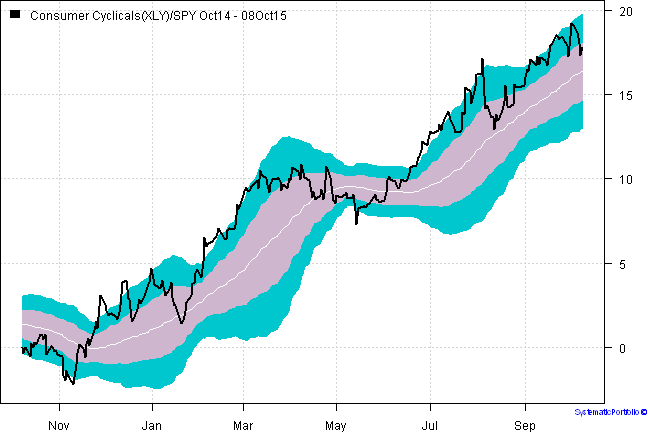 Consumer Cyclicals(XLY)/SPY Oct14 - 08Oct15
20
15
10
5
0
Nov Jan Mar May Jul Sep
SystematicPortfolio ©